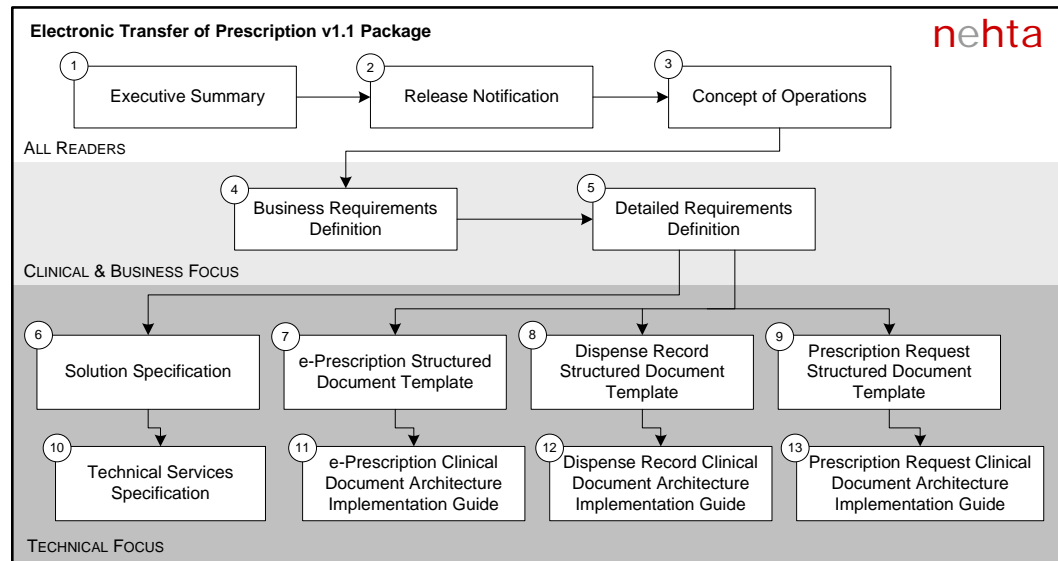 Electronic Transfer of Prescription v1.1 Package
nehta
1
Executive Summary
2
Release Notification
3
Concept of Operations
ALL READERS
4
Business Requirements
Definition
5
Detailed Requirements
Definition
CLINICAL & BUSINESS FOCUS
6
Solution Specification
7
e-Prescription Structured
Document Template
8
Dispense Record
Structured Document
Template
9
Prescription Request
Structured Document
Template
10
Technical Services
Specification
11
e-Prescription Clinical
Document Architecture
Implementation Guide
12
Dispense Record Clinical
Document Architecture
Implementation Guide
13
Prescription Request Clinical
Document Architecture
Implementation Guide
TECHNICAL FOCUS